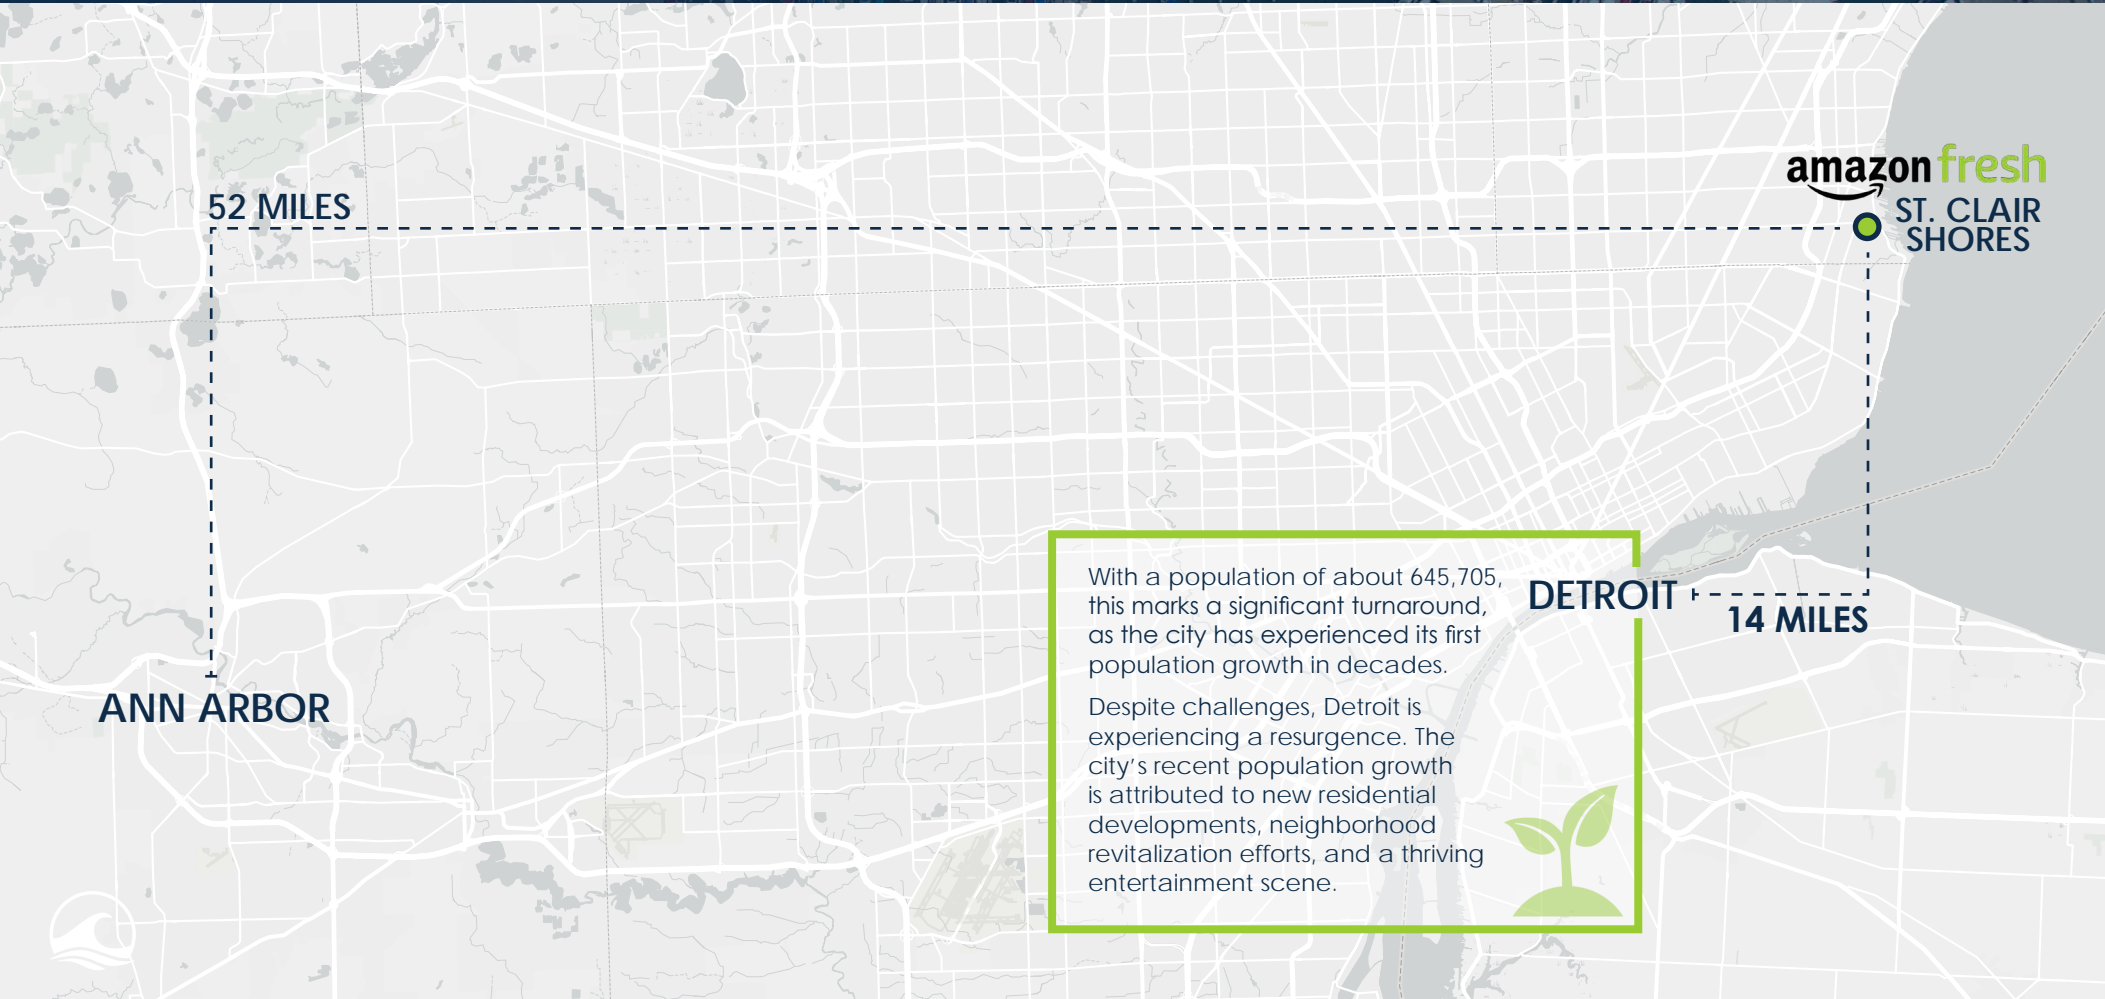 amazon fresh
52 MILES
ST. CLAIR
SHORES
With a population of about 645,705,
this marks a significant turnaround,
as the city has experienced its first
population growth in decades.
DETROIT
14 MILES
Despite challenges, Detroit is
experiencing a resurgence. The
city's recent population growth
is attributed to new residential
developments, neighborhood
revitalization efforts, and a thriving
entertainment scene.
ANN ARBOR